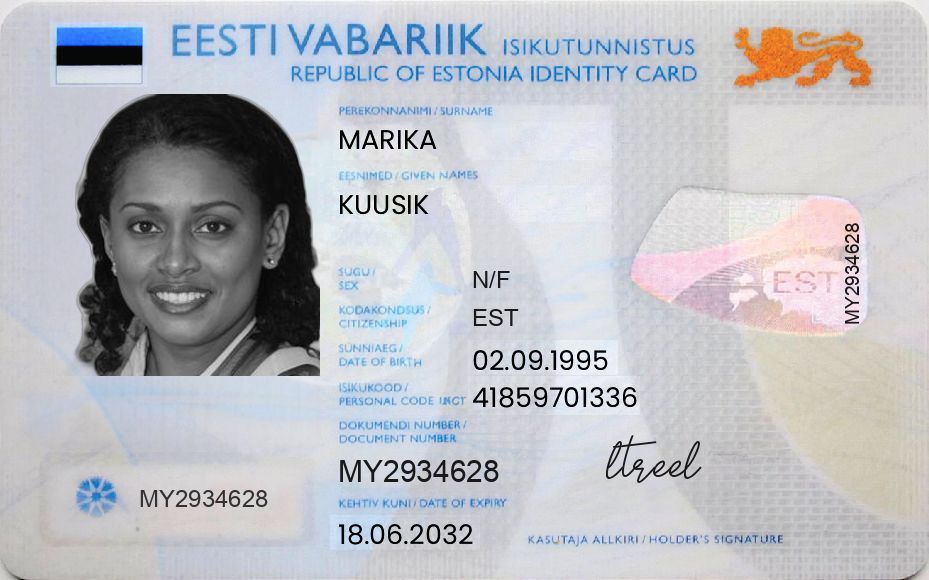 EESTI VABARIIK ISIKUTUNNISTUS
REPUBLIC OF ESTONIA IDENTITY CARD
PEREKONNANIMI / SURNAME
MARIKA
EESNIMED / GIVEN NAMES
KUUSIK
SUGU /
SEX
N/F
KODAKONDSUS /
CITIZENSHIP
EST
SÜNNIAEG /
DATE OF BIRTH
02.09.1995
ISIKUKOOD /
PERSONAL CODE
41859701336
DOKUMENDI NUMBER /
DOCUMENT NUMBER
MY2934628
KEHTIV KUNI / DATE OF EXPIRY
18.06.2032
MY2934628
EST
MY2934628
KASUTAJA ALLKIRI / HOLDER'S SIGNATURE